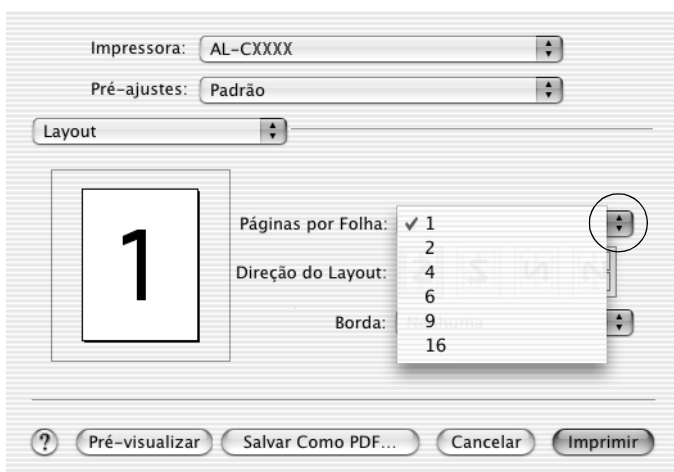 Impressora: AL-CXXXX
Pré-ajustes: Padrão
Layout
1
Páginas por Folha: ✓ 1
2
Direção do Layout: 4
6
Borda: Nenhuma 9
16
? Pré-visualizar Salvar Como PDF... Cancelar Imprimir